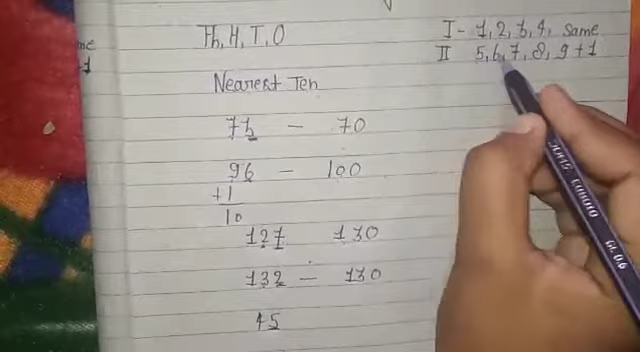 Th, H, T, O
I - 1, 2, 3, 4, same
II 5, 6, 7, 8, 9 +1
Nearest Ten
73 - 70
96 - 100
+1
10
127 130
132 - 130
45